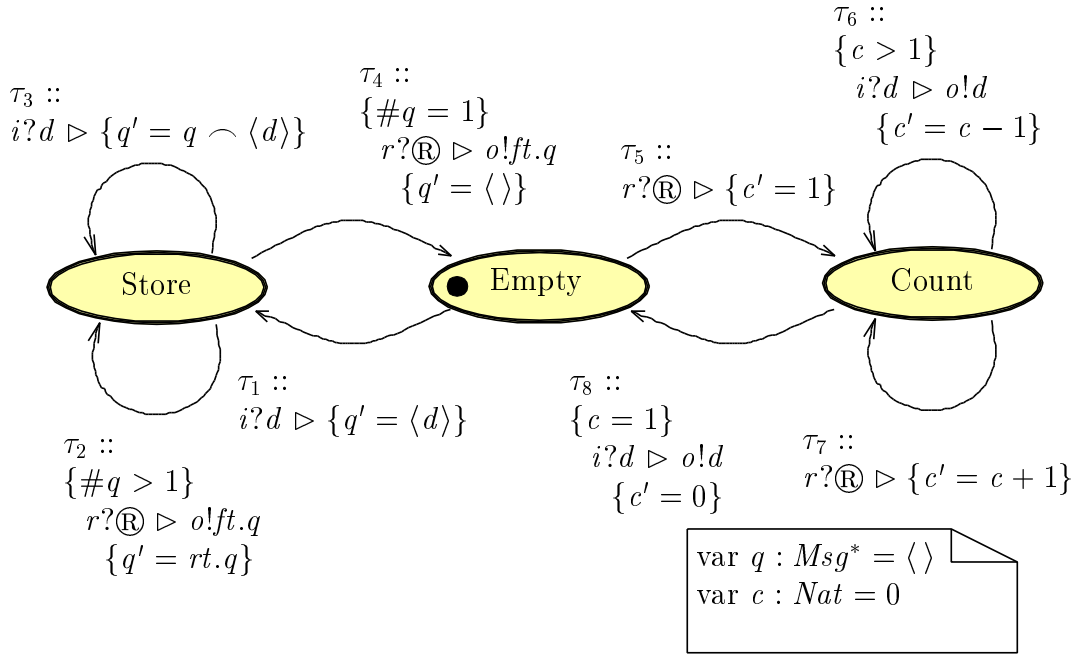 τ₆ ::
{c > 1}
i?d ▷ o!d
{c′ = c − 1}
τ₃ ::
i?d ▷ {q′ = q ⌢ ⟨d⟩}
τ₄ ::
{#q = 1}
r?Ⓡ ▷ o!ft.q
{q′ = ⟨ ⟩}
τ₅ ::
r?Ⓡ ▷ {c′ = 1}
Store
Empty
Count
τ₁ ::
i?d ▷ {q′ = ⟨d⟩}
τ₂ ::
{#q > 1}
r?Ⓡ ▷ o!ft.q
{q′ = rt.q}
τ₈ ::
{c = 1}
i?d ▷ o!d
{c′ = 0}
τ₇ ::
r?Ⓡ ▷ {c′ = c + 1}
var q : Msg* = ⟨ ⟩
var c : Nat = 0